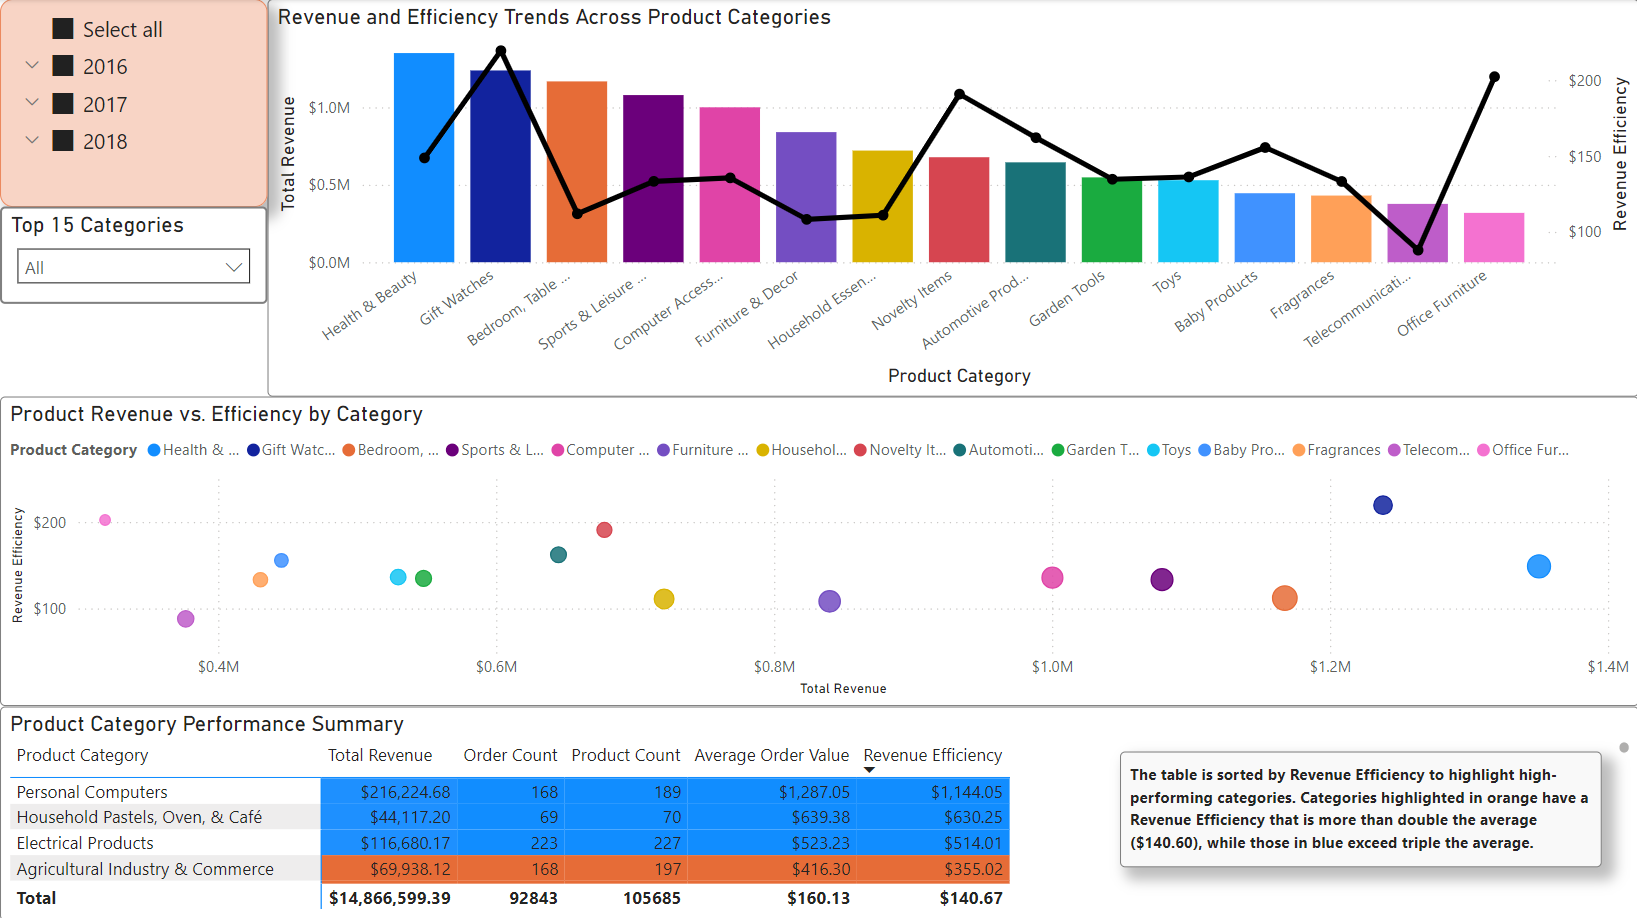 Select all
2016
2017
2018
Top 15 Categories
All
Revenue and Efficiency Trends Across Product Categories
Total Revenue
$1.0M
$0.5M
$0.0M
$200
$150
$100
Revenue Efficiency
Health & Beauty
Gift Watches
Bedroom, Table ...
Sports & Leisure ...
Computer Access...
Furniture & Decor
Household Essen...
Novelty Items
Automotive Prod...
Garden Tools
Toys
Baby Products
Fragrances
Telecommunicati...
Office Furniture
Product Category
Product Revenue vs. Efficiency by Category
Product Category Health & ... Gift Watc... Bedroom, ... Sports & L... Computer ... Furniture ... Househol... Novelty It... Automoti... Garden T... Toys Baby Pro... Fragrances Telecom... Office Fur...
Revenue Efficiency
$200
$100
$0.4M $0.6M $0.8M $1.0M $1.2M $1.4M
Total Revenue
Product Category Performance Summary
Product Category Total Revenue Order Count Product Count Average Order Value Revenue Efficiency
Personal Computers $216,224.68 168 189 $1,287.05 $1,144.05
Household Pastels, Oven, & Café $44,117.20 69 70 $639.38 $630.25
Electrical Products $116,680.17 223 227 $523.23 $514.01
Agricultural Industry & Commerce $69,938.12 168 197 $416.30 $355.02
Total $14,866,599.39 92843 105685 $160.13 $140.67
The table is sorted by Revenue Efficiency to highlight high-
performing categories. Categories highlighted in orange have a
Revenue Efficiency that is more than double the average
($140.60), while those in blue exceed triple the average.